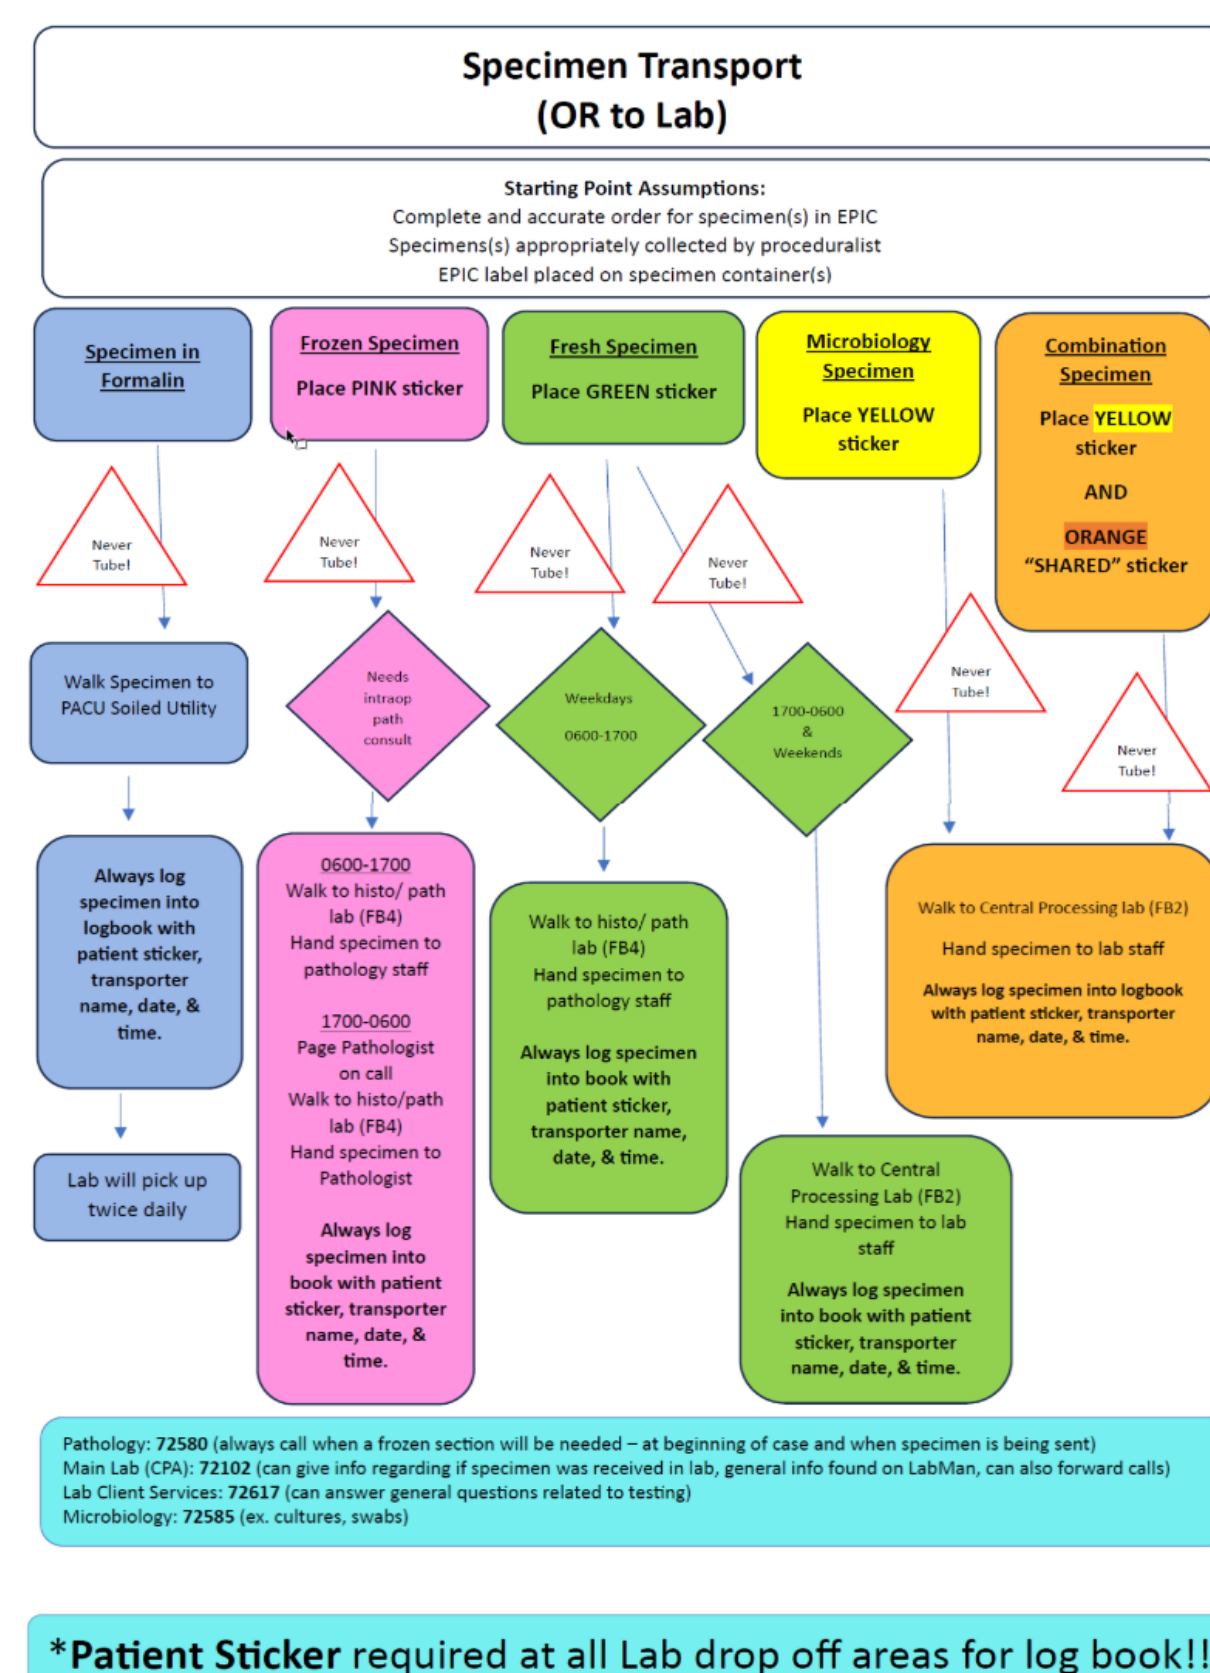 Specimen Transport
(OR to Lab)
Starting Point Assumptions:
Complete and accurate order for specimen(s) in EPIC
Specimens(s) appropriately collected by proceduralist
EPIC label placed on specimen container(s)
Specimen in
Formalin
Never
Tube!
Walk Specimen to
PACU Soiled Utility
Always log
specimen into
logbook with
patient sticker,
transporter
name, date, &
time.
Lab will pick up
twice daily
Frozen Specimen
Place PINK sticker
Never
Tube!
Needs
intraop
path
consult
0600-1700
Walk to histo/ path
lab (FB4)
Hand specimen to
pathology staff
1700-0600
Page Pathologist
on call
Walk to histo/path
lab (FB4)
Hand specimen to
Pathologist
Always log
specimen into
book with patient
sticker, transporter
name, date, &
time.
Fresh Specimen
Place GREEN sticker
Never
Tube!
Weekdays
0600-1700
Walk to histo/ path
lab (FB4)
Hand specimen to
pathology staff
Always log specimen
into book with
patient sticker,
transporter name,
date, & time.
Never
Tube!
1700-0600
&
Weekends
Walk to Central
Processing Lab (FB2)
Hand specimen to lab
staff
Always log specimen
into book with patient
sticker, transporter
name, date, & time.
Microbiology
Specimen
Place YELLOW
sticker
Never
Tube!
Combination
Specimen
Place YELLOW
sticker
AND
ORANGE
“SHARED” sticker
Never
Tube!
Walk to Central Processing lab (FB2)
Hand specimen to lab staff
Always log specimen into logbook
with patient sticker, transporter
name, date, & time.
Pathology: 72580 (always call when a frozen section will be needed – at beginning of case and when specimen is being sent)
Main Lab (CPA): 72102 (can give info regarding if specimen was received in lab, general info found on LabMan, can also forward calls)
Lab Client Services: 72617 (can answer general questions related to testing)
Microbiology: 72585 (ex. cultures, swabs)
*Patient Sticker required at all Lab drop off areas for log book!!